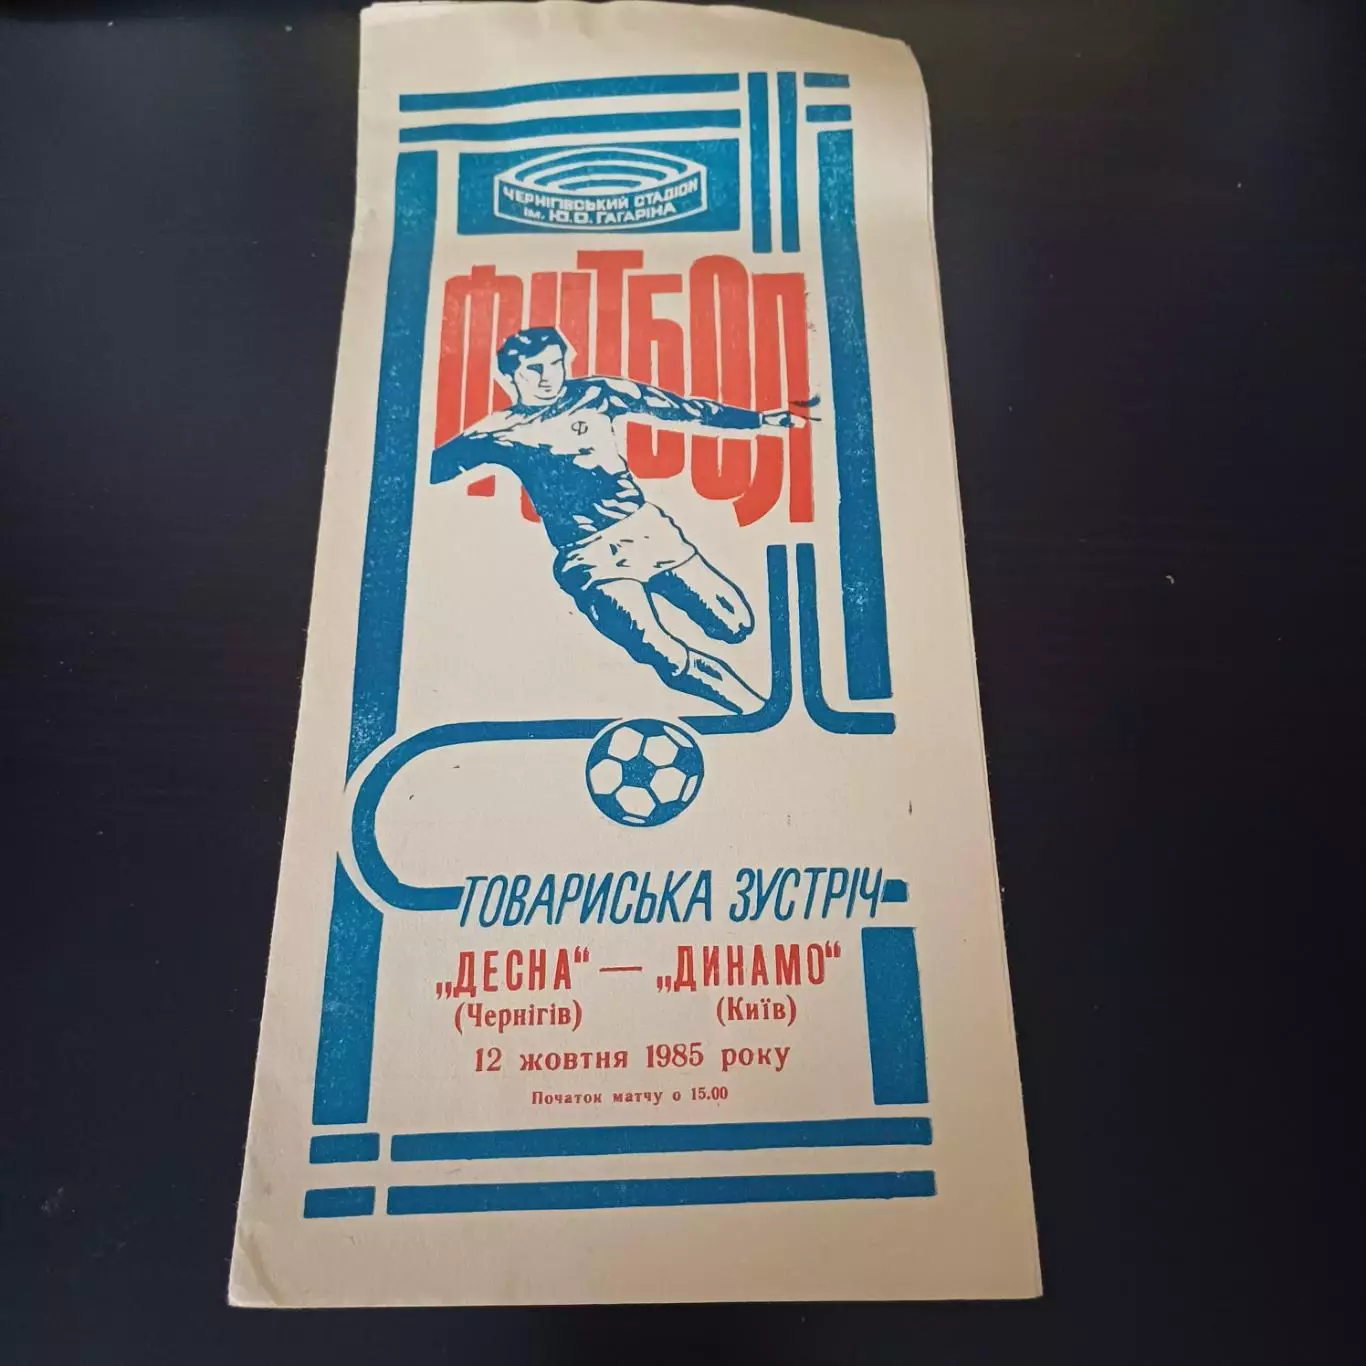 ЧЕРНІГІВСЬКИЙ СТАДІОН
ІМ. Ю.О. ГАГАРІНА
ФУТБОЛ
ТОВАРИСЬКА ЗУСТРІЧ
„ДЕСНА“ — „ДИНАМО“
(Чернігів) (Київ)
12 жовтня 1985 року
Початок матчу о 15.00